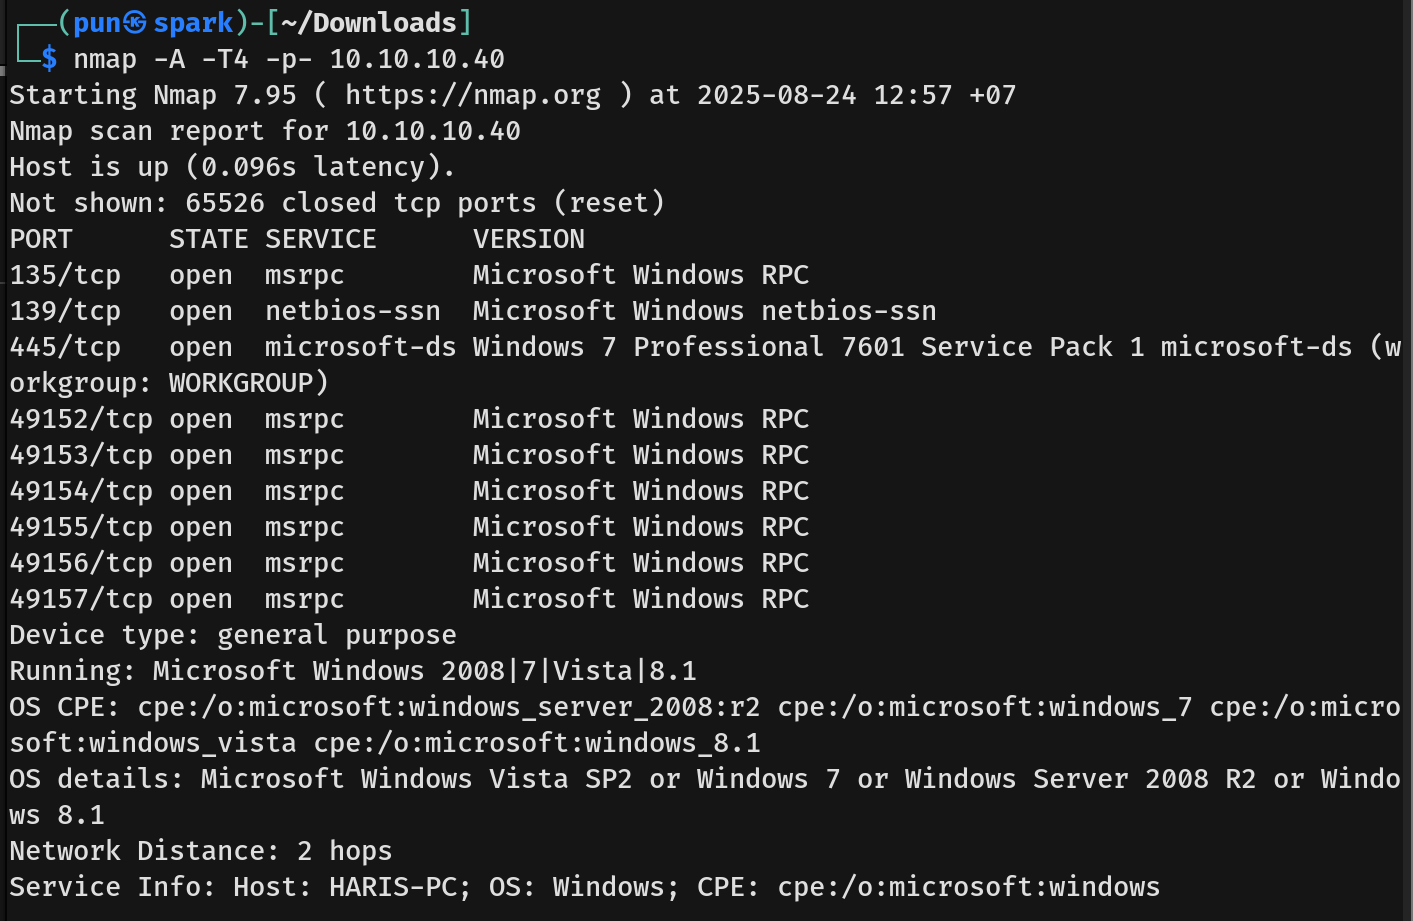 ┌──(pun㉿spark)-[~/Downloads]
└─$ nmap -A -T4 -p- 10.10.10.40
Starting Nmap 7.95 ( https://nmap.org ) at 2025-08-24 12:57 +07
Nmap scan report for 10.10.10.40
Host is up (0.096s latency).
Not shown: 65526 closed tcp ports (reset)
PORT      STATE SERVICE      VERSION
135/tcp   open  msrpc        Microsoft Windows RPC
139/tcp   open  netbios-ssn  Microsoft Windows netbios-ssn
445/tcp   open  microsoft-ds Windows 7 Professional 7601 Service Pack 1 microsoft-ds (w
orkgroup: WORKGROUP)
49152/tcp open  msrpc        Microsoft Windows RPC
49153/tcp open  msrpc        Microsoft Windows RPC
49154/tcp open  msrpc        Microsoft Windows RPC
49155/tcp open  msrpc        Microsoft Windows RPC
49156/tcp open  msrpc        Microsoft Windows RPC
49157/tcp open  msrpc        Microsoft Windows RPC
Device type: general purpose
Running: Microsoft Windows 2008|7|Vista|8.1
OS CPE: cpe:/o:microsoft:windows_server_2008:r2 cpe:/o:microsoft:windows_7 cpe:/o:micro
soft:windows_vista cpe:/o:microsoft:windows_8.1
OS details: Microsoft Windows Vista SP2 or Windows 7 or Windows Server 2008 R2 or Windo
ws 8.1
Network Distance: 2 hops
Service Info: Host: HARIS-PC; OS: Windows; CPE: cpe:/o:microsoft:windows